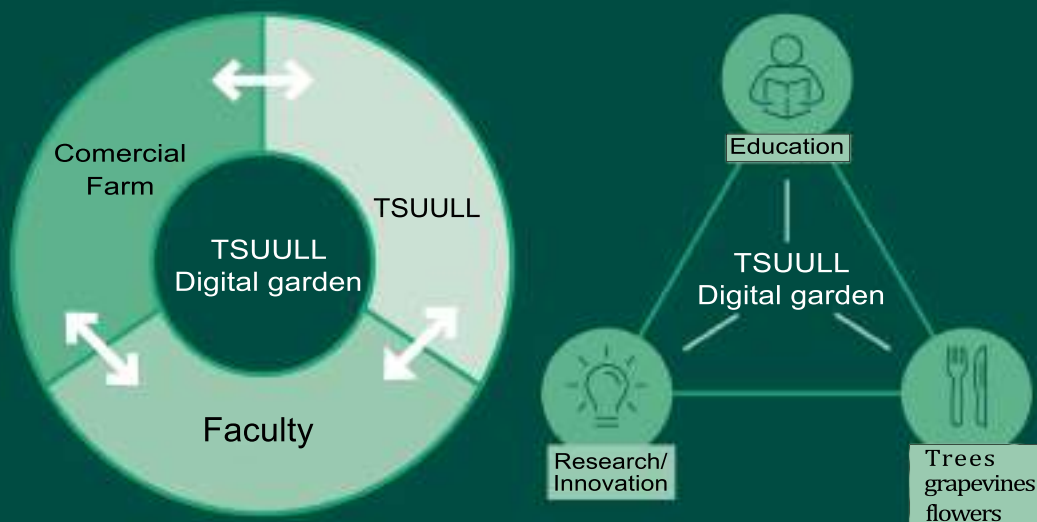 Comercial
Farm
TSUULL
TSUULL
Digital garden
Faculty
Education
TSUULL
Digital garden
Research/
Innovation
Trees
grapevines
flowers